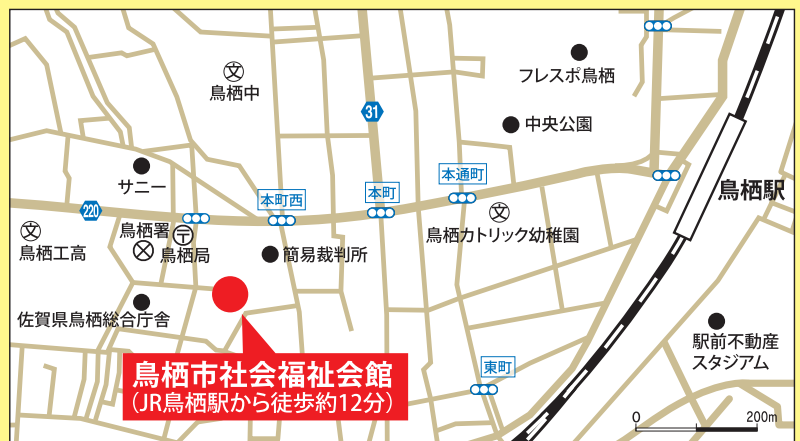 文
鳥栖中
フレスポ鳥栖
31
中央公園
サニー
本町西
本町
本通町
鳥栖駅
220
文
鳥栖工高
鳥栖署
鳥栖局
簡易裁判所
文
鳥栖カトリック幼稚園
佐賀県鳥栖総合庁舎
駅前不動産
スタジアム
東町
鳥栖市社会福祉会館
(JR鳥栖駅から徒歩約12分)
0 200m